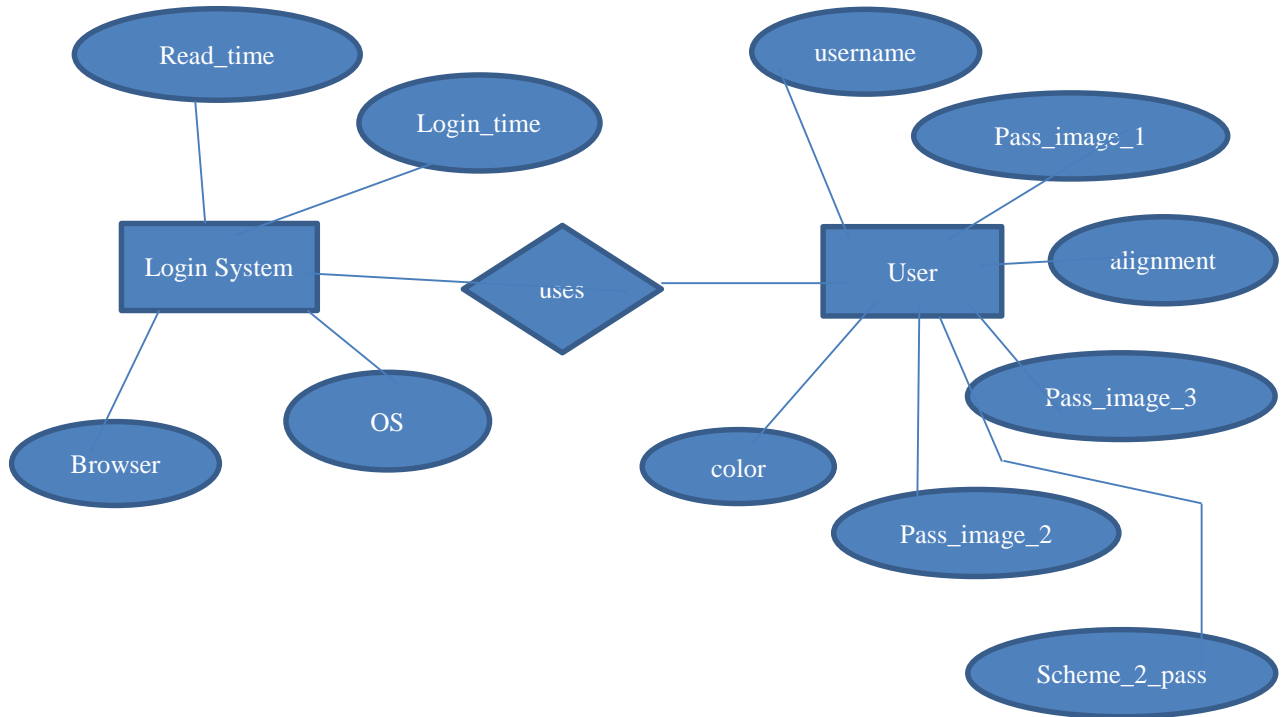 Read_time
username
Login_time
Pass_image_1
Login System
uses
User
alignment
Pass_image_3
OS
Browser
color
Pass_image_2
Scheme_2_pass